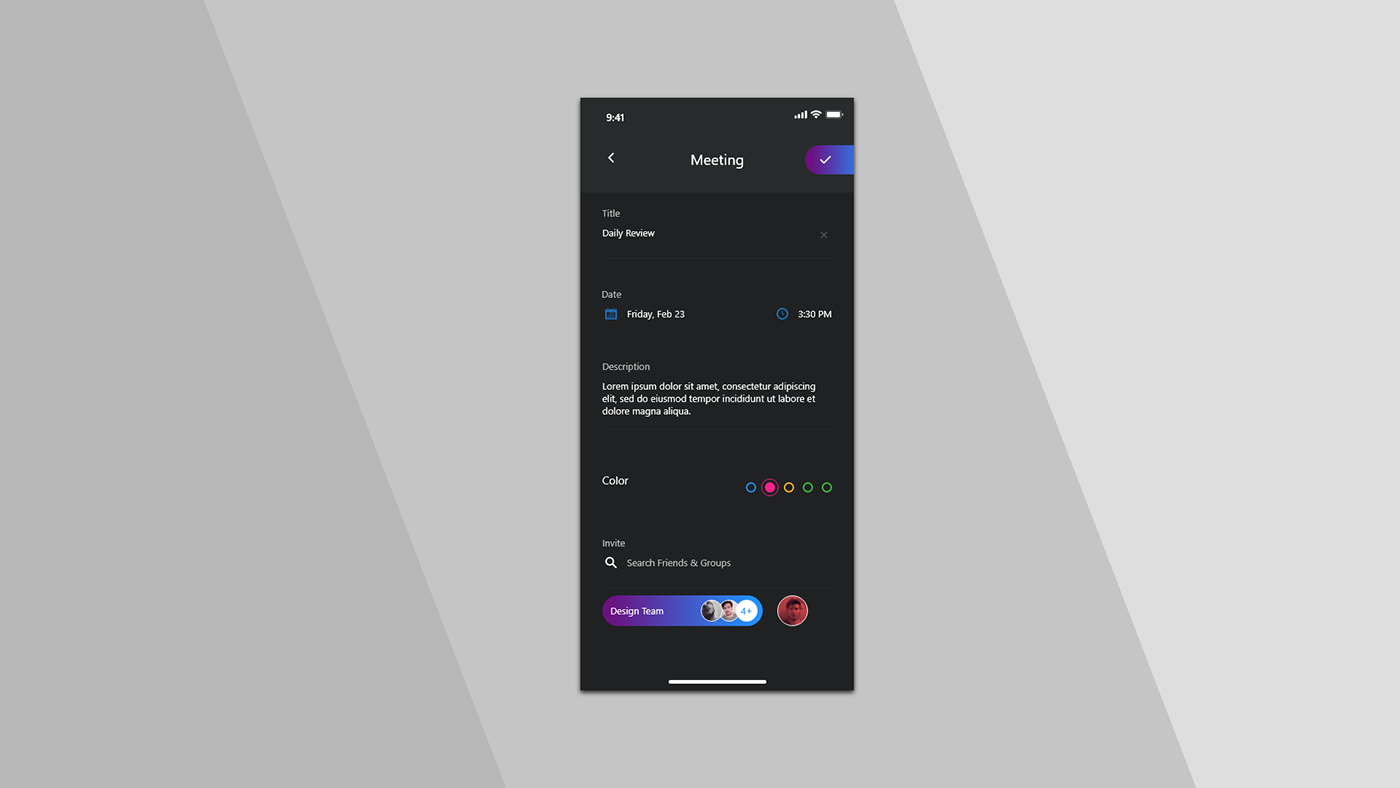 9:41
Meeting
Title
Daily Review
Date
Friday, Feb 23
3:30 PM
Description
Lorem ipsum dolor sit amet, consectetur adipiscing
elit, sed do eiusmod tempor incididunt ut labore et
dolore magna aliqua.
Color
Invite
Search Friends & Groups
Design Team
4+